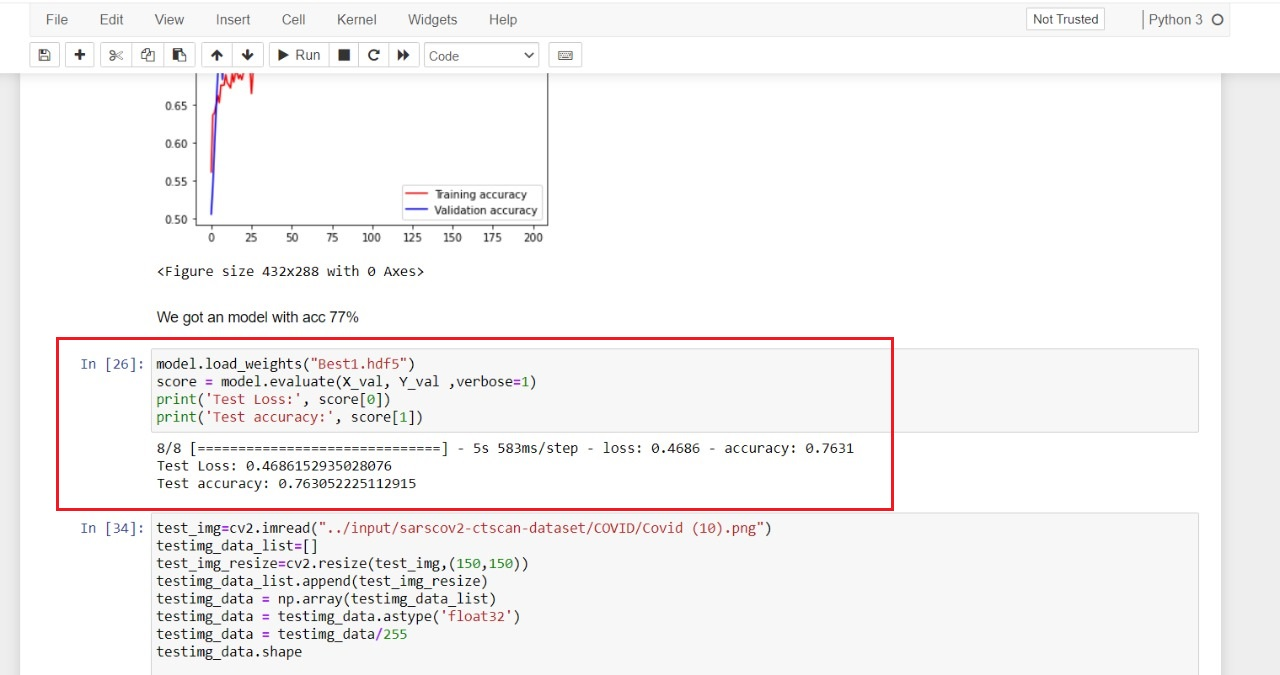 File Edit View Insert Cell Kernel Widgets Help Not Trusted Python 3
Run Code
0.65
0.60
0.55
0.50
Training accuracy
Validation accuracy
0 25 50 75 100 125 150 175 200
<Figure size 432x288 with 0 Axes>
We got an model with acc 77%
In [26]: model.load_weights("Best1.hdf5")
score = model.evaluate(X_val, Y_val ,verbose=1)
print('Test Loss:', score[0])
print('Test accuracy:', score[1])
8/8 [==============================] - 5s 583ms/step - loss: 0.4686 - accuracy: 0.7631
Test Loss: 0.4686152935028076
Test accuracy: 0.763052225112915
In [34]: test_img=cv2.imread("../input/sarscov2-ctscan-dataset/COVID/Covid (10).png")
testimg_data_list=[]
test_img_resize=cv2.resize(test_img,(150,150))
testimg_data_list.append(test_img_resize)
testimg_data = np.array(testimg_data_list)
testimg_data = testimg_data.astype('float32')
testimg_data = testimg_data/255
testimg_data.shape